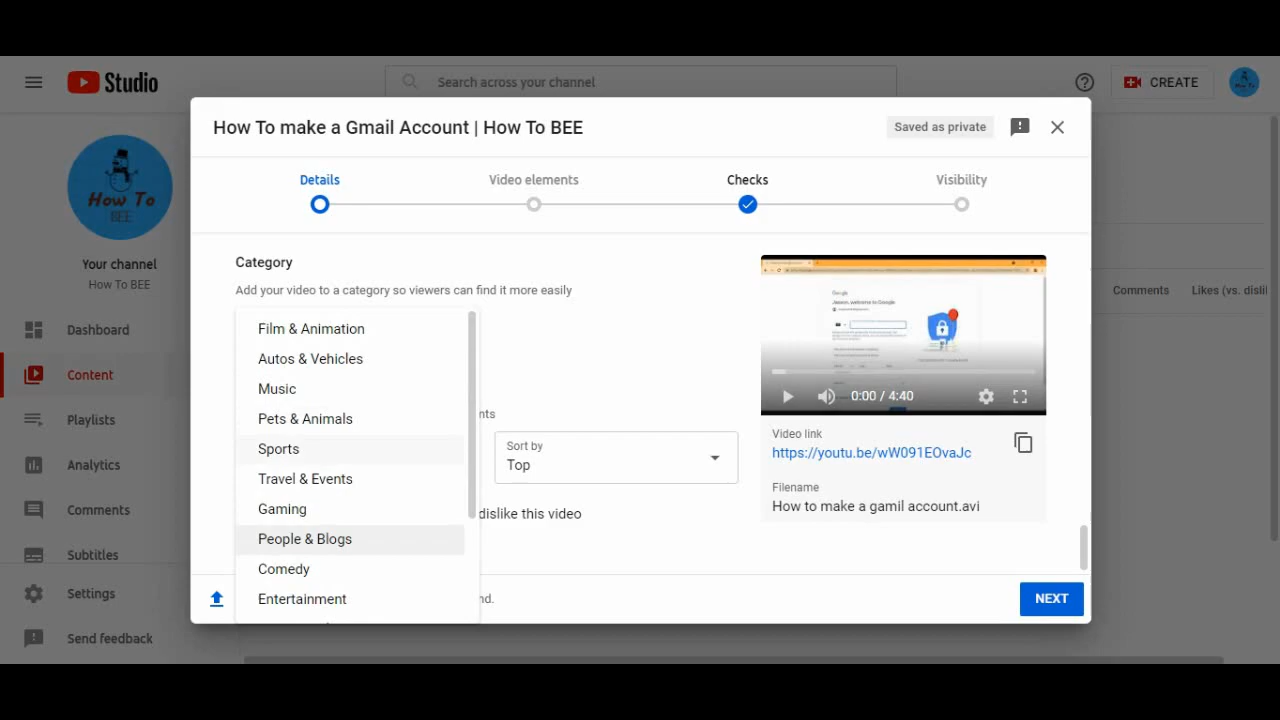 Studio
Search across your channel
CREATE
How To
BEE
Your channel
How To BEE
Dashboard
Content
Playlists
Analytics
Comments
Subtitles
Settings
Send feedback
How To make a Gmail Account | How To BEE
Saved as private
Details
Video elements
Checks
Visibility
Category
Add your video to a category so viewers can find it more easily
Film & Animation
Autos & Vehicles
Music
Pets & Animals
Sports
Travel & Events
Gaming
People & Blogs
Comedy
Entertainment
nts
Sort by
Top
dislike this video
nd.
Google
0:00 / 4:40
Video link
https://youtu.be/wW091EOvaJc
Filename
How to make a gamil account.avi
NEXT
Comments
Likes (vs. disli